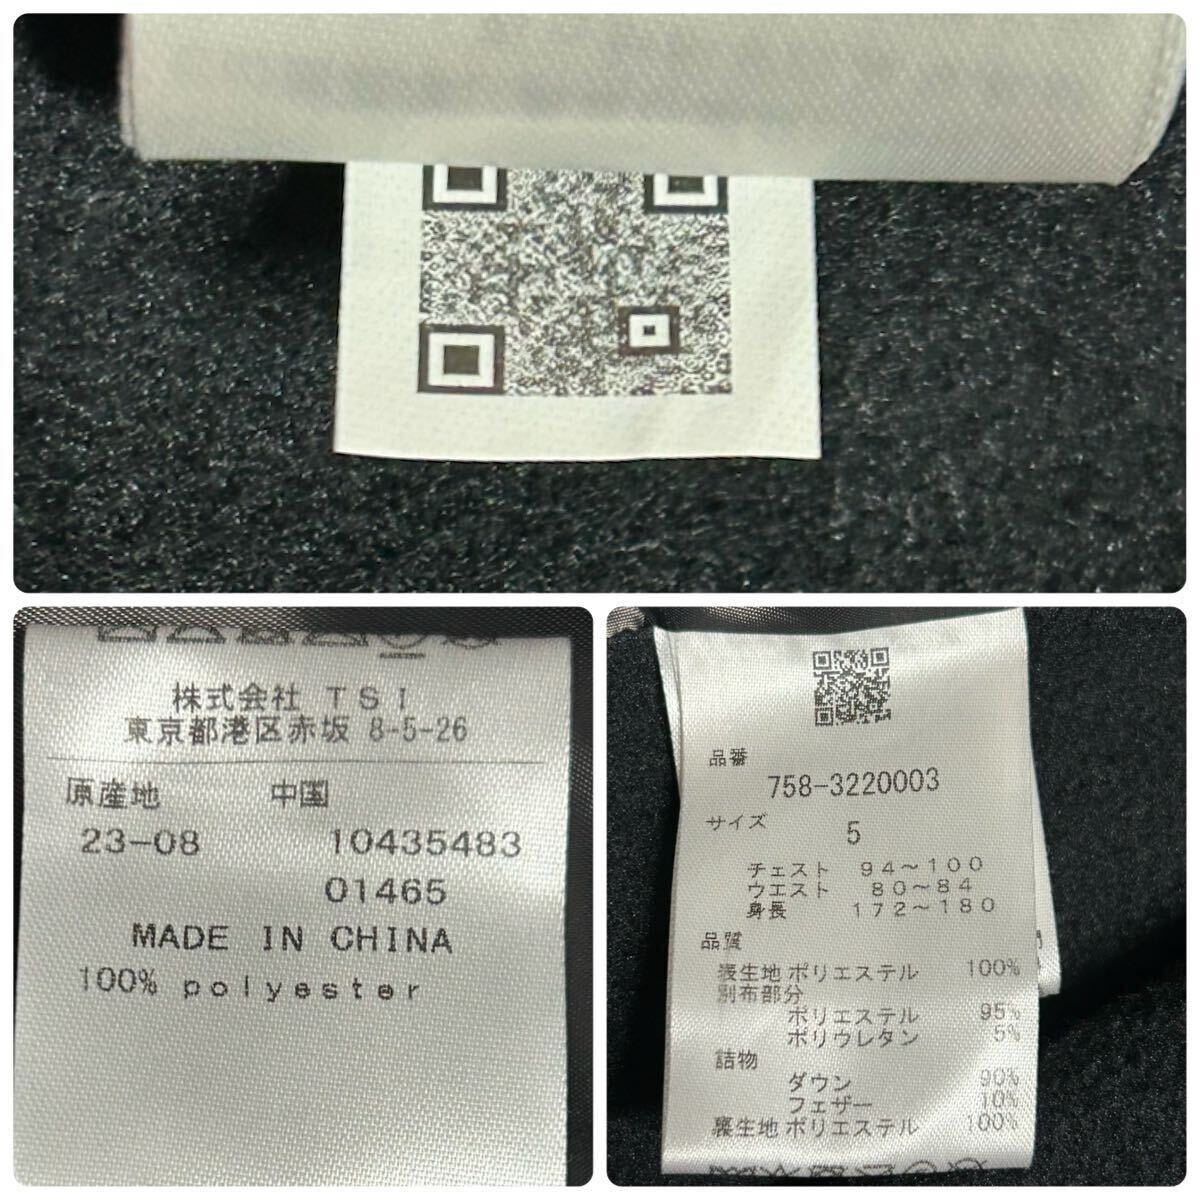 株式会社 TSI
東京都港区赤坂 8-5-26
原産地 中国
23-08 10435483
01465
MADE IN CHINA
100% polyester
品番
758-3220003
サイズ 5
チェスト 94~100
ウエスト 80~84
身長 172~180
品質
表生地 ポリエステル 100%
別布部分
ポリエステル 95%
ポリウレタン 5%
詰物
ダウン 90%
フェザー 10%
裏生地 ポリエステル 100%